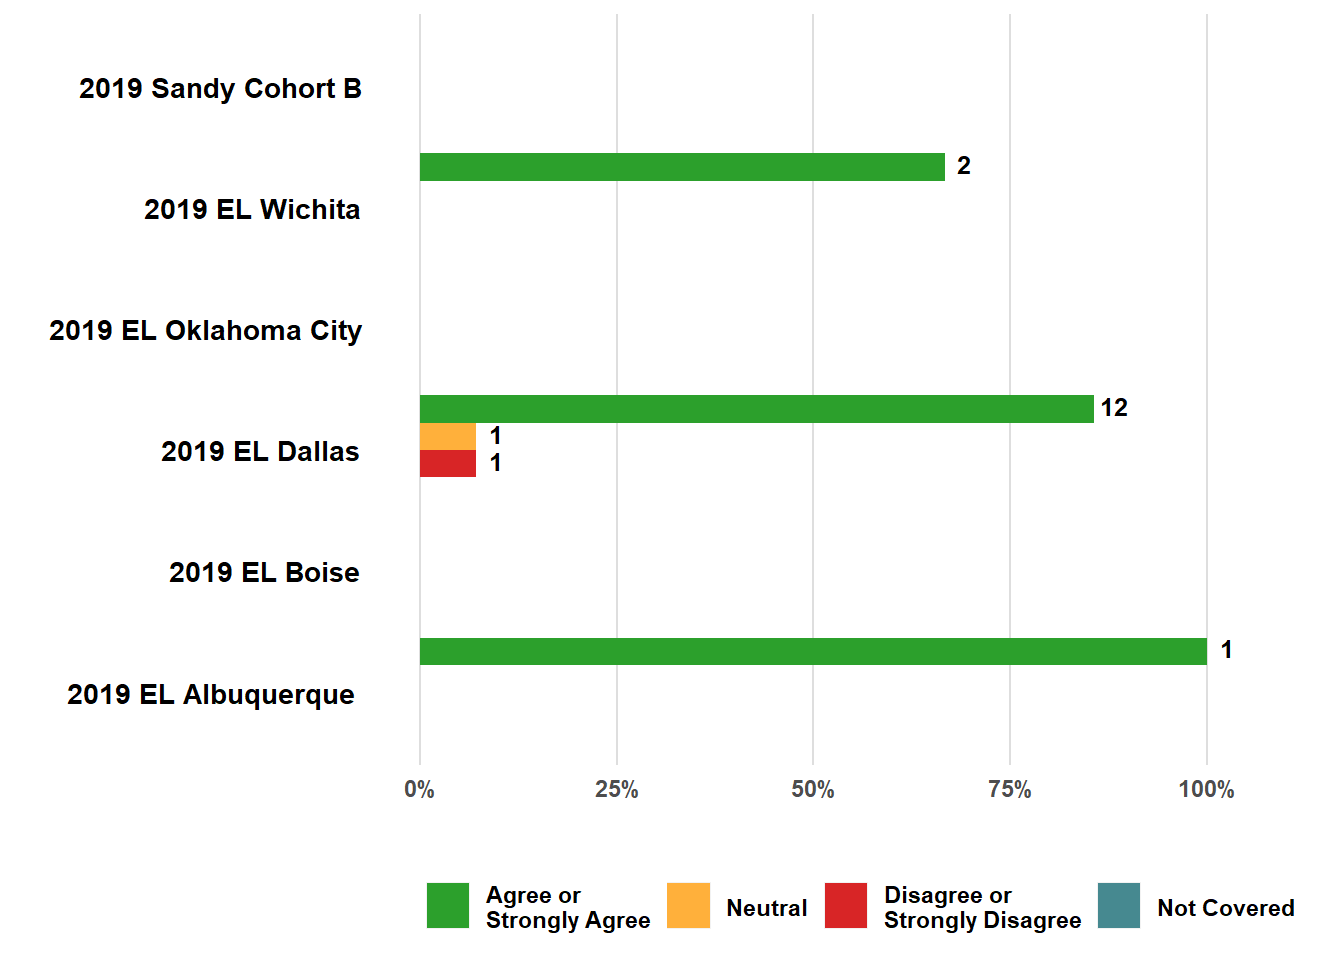 2019 Sandy Cohort B
2
2019 EL Wichita
2019 EL Oklahoma City
12
1
2019 EL Dallas
1
2019 EL Boise
1
2019 EL Albuquerque
0% 25% 50% 75% 100%
Agree or
Strongly Agree
Neutral
Disagree or
Strongly Disagree
Not Covered